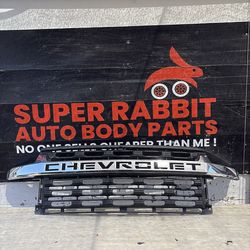 SUPER RABBIT
AUTO BODY PARTS
NO ONE SELLS CHEAPER THAN ME !
CHEVROLET